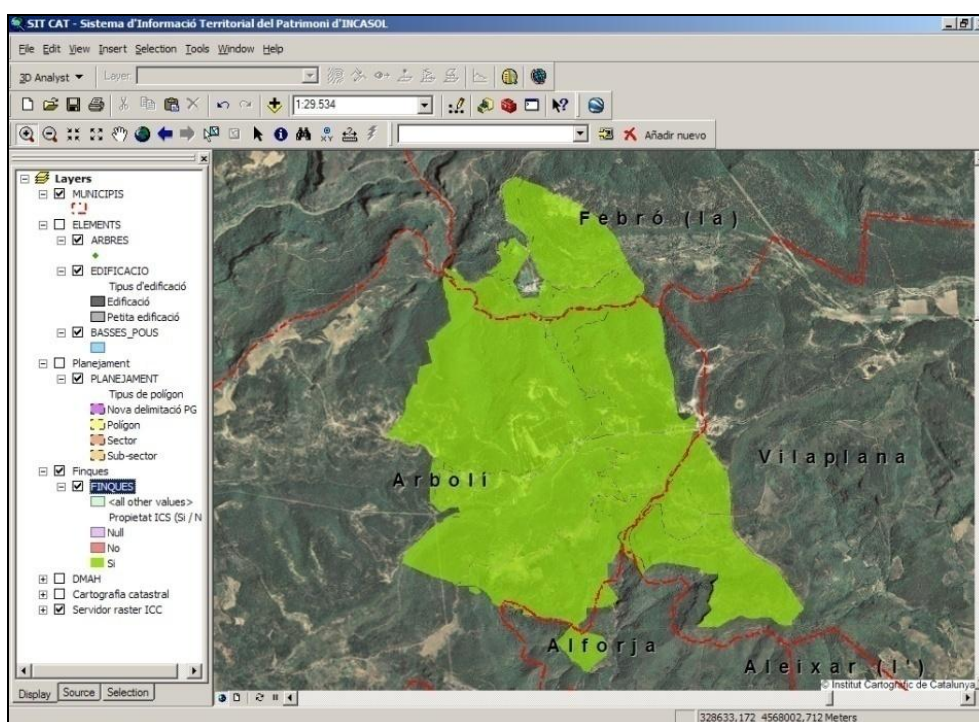 SIT CAT - Sistema d'Informació Territorial del Patrimoni d'INCASOL
File Edit View Insert Selection Tools Window Help
3D Analyst Layer:
1:29.534
Añadir nuevo
Layers
MUNICIPIS
ELEMENTS
ARBRES
EDIFICACIO
Tipus d'edificació
Edificació
Petita edificació
BASSES_POUS
Planejament
PLANEJAMENT
Tipus de polígon
Nova delimitació PG
Polígon
Sector
Sub-sector
Finques
FINQUES
<all other values>
Propietat ICS (Si / N
Null
No
Si
DMAH
Cartografia catastral
Servidor raster ICC
Display Source Selection
Febró (la)
Vilaplana
Arbolí
Alforja
Aleixar (l')
© Institut Cartogràfic de Catalunya
328633,172 4568002,712 Meters